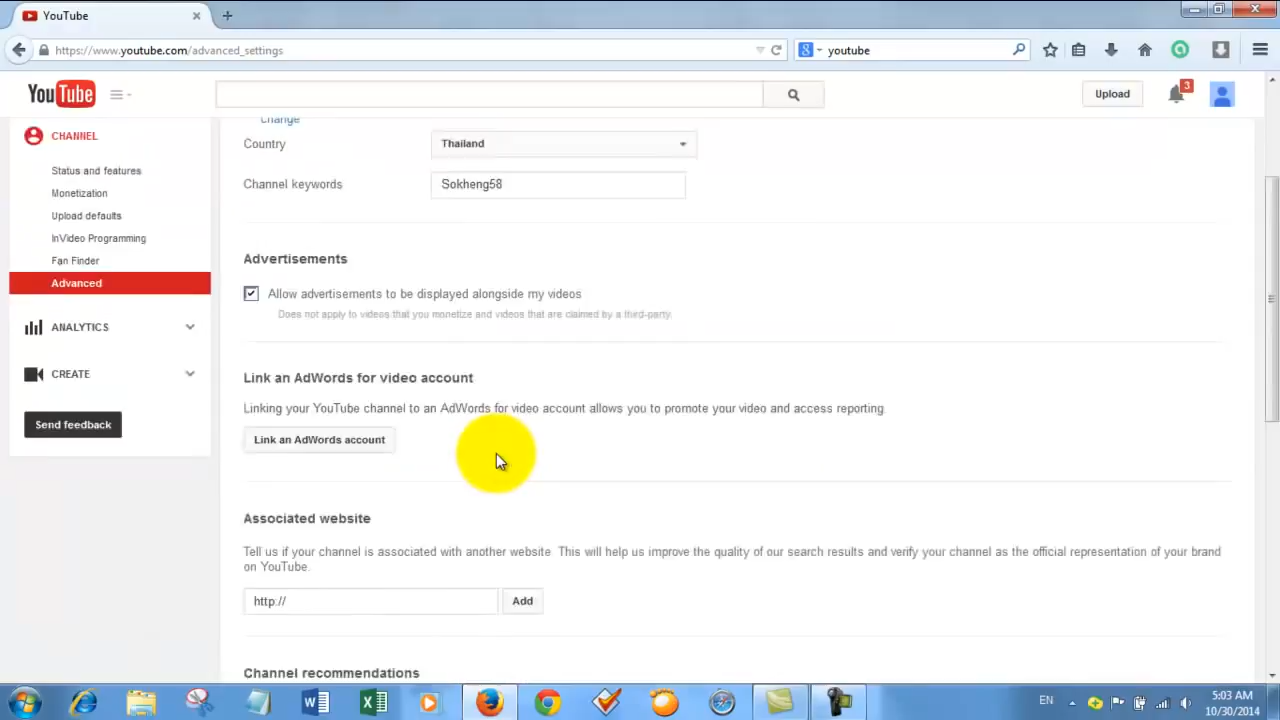 YouTube
https://www.youtube.com/advanced_settings
youtube
YouTube
Upload
3
CHANNEL
Status and features
Monetization
Upload defaults
InVideo Programming
Fan Finder
Advanced
ANALYTICS
CREATE
Send feedback
change
Country
Thailand
Channel keywords
Sokheng58
Advertisements
Allow advertisements to be displayed alongside my videos
Does not apply to videos that you monetize and videos that are claimed by a third-party.
Link an AdWords for video account
Linking your YouTube channel to an AdWords for video account allows you to promote your video and access reporting.
Link an AdWords account
Associated website
Tell us if your channel is associated with another website. This will help us improve the quality of our search results and verify your channel as the official representation of your brand
on YouTube.
http://
Add
Channel recommendations
EN
5:03 AM
10/30/2014